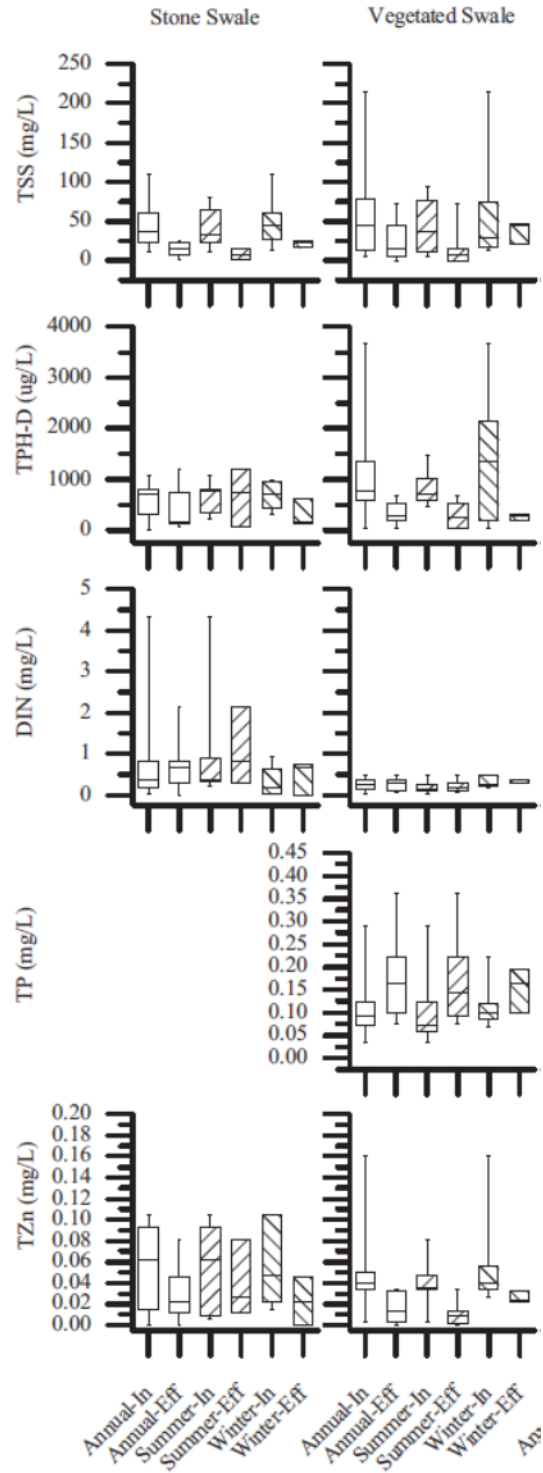 Stone Swale Vegetated Swale
TSS (mg/L)
250
200
150
100
50
0
TPH-D (ug/L)
4000
3000
2000
1000
0
DIN (mg/L)
5
4
3
2
1
0
TP (mg/L)
0.45
0.40
0.35
0.30
0.25
0.20
0.15
0.10
0.05
0.00
TZn (mg/L)
0.20
0.18
0.16
0.14
0.12
0.10
0.08
0.06
0.04
0.02
0.00
Annual-In
Annual-Eff
Summer-In
Summer-Eff
Winter-In
Winter-Eff
Annual-In
Annual-Eff
Summer-In
Summer-Eff
Winter-In
Winter-Eff